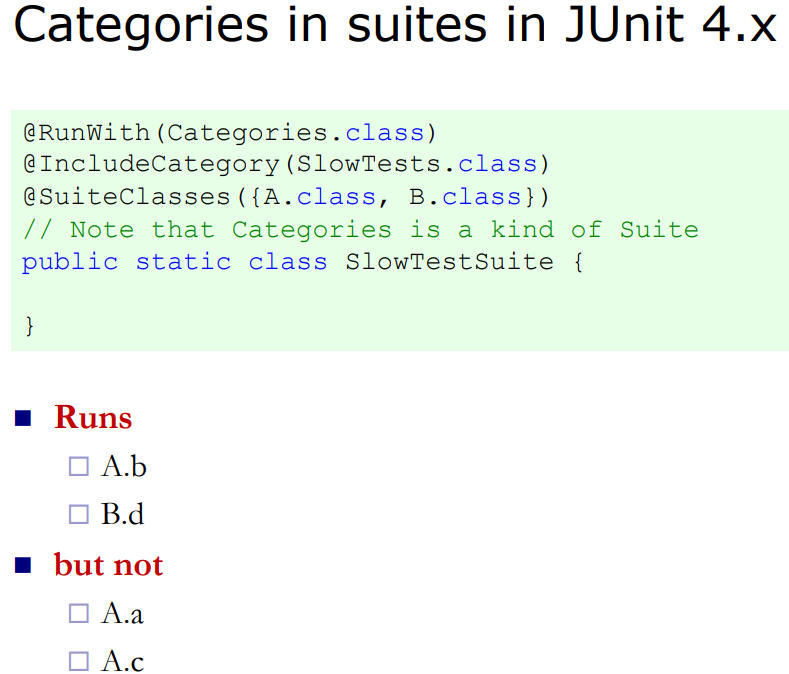 Categories in suites in JUnit 4.x
@RunWith(Categories.class)
@IncludeCategory(SlowTests.class)
@SuiteClasses({A.class, B.class})
// Note that Categories is a kind of Suite
public static class SlowTestSuite {
}
Runs
A.b
B.d
but not
A.a
A.c